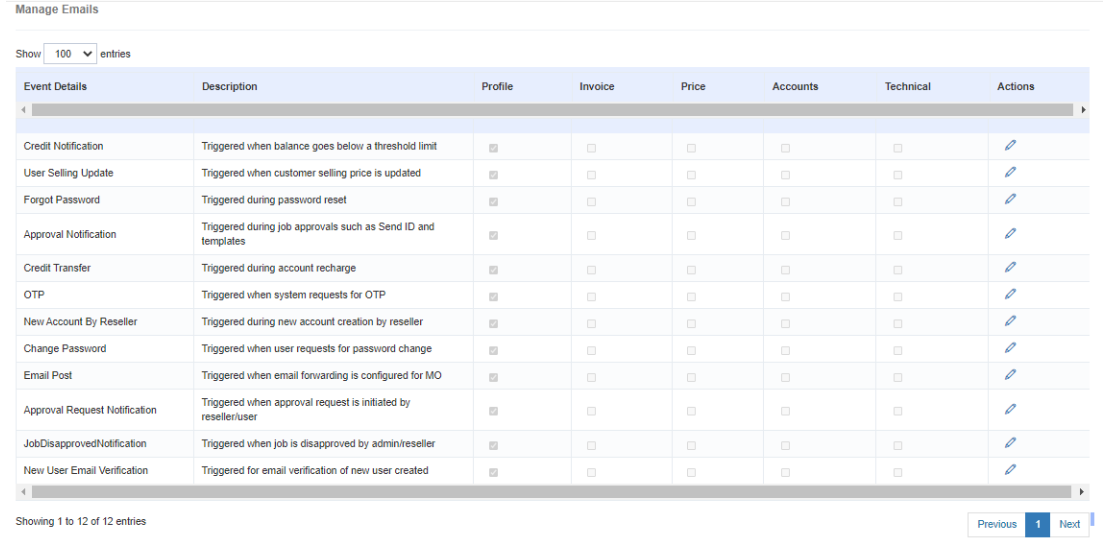 Manage Emails
Show 100 entries
Event Details Description Profile Invoice Price Accounts Technical Actions
Credit Notification Triggered when balance goes below a threshold limit
User Selling Update Triggered when customer selling price is updated
Forgot Password Triggered during password reset
Approval Notification Triggered during job approvals such as Send ID and
templates
Credit Transfer Triggered during account recharge
OTP Triggered when system requests for OTP
New Account By Reseller Triggered during new account creation by reseller
Change Password Triggered when user requests for password change
Email Post Triggered when email forwarding is configured for MO
Approval Request Notification Triggered when approval request is initiated by
reseller/user
JobDisapprovedNotification Triggered when job is disapproved by admin/reseller
New User Email Verification Triggered for email verification of new user created
Showing 1 to 12 of 12 entries
Previous 1 Next